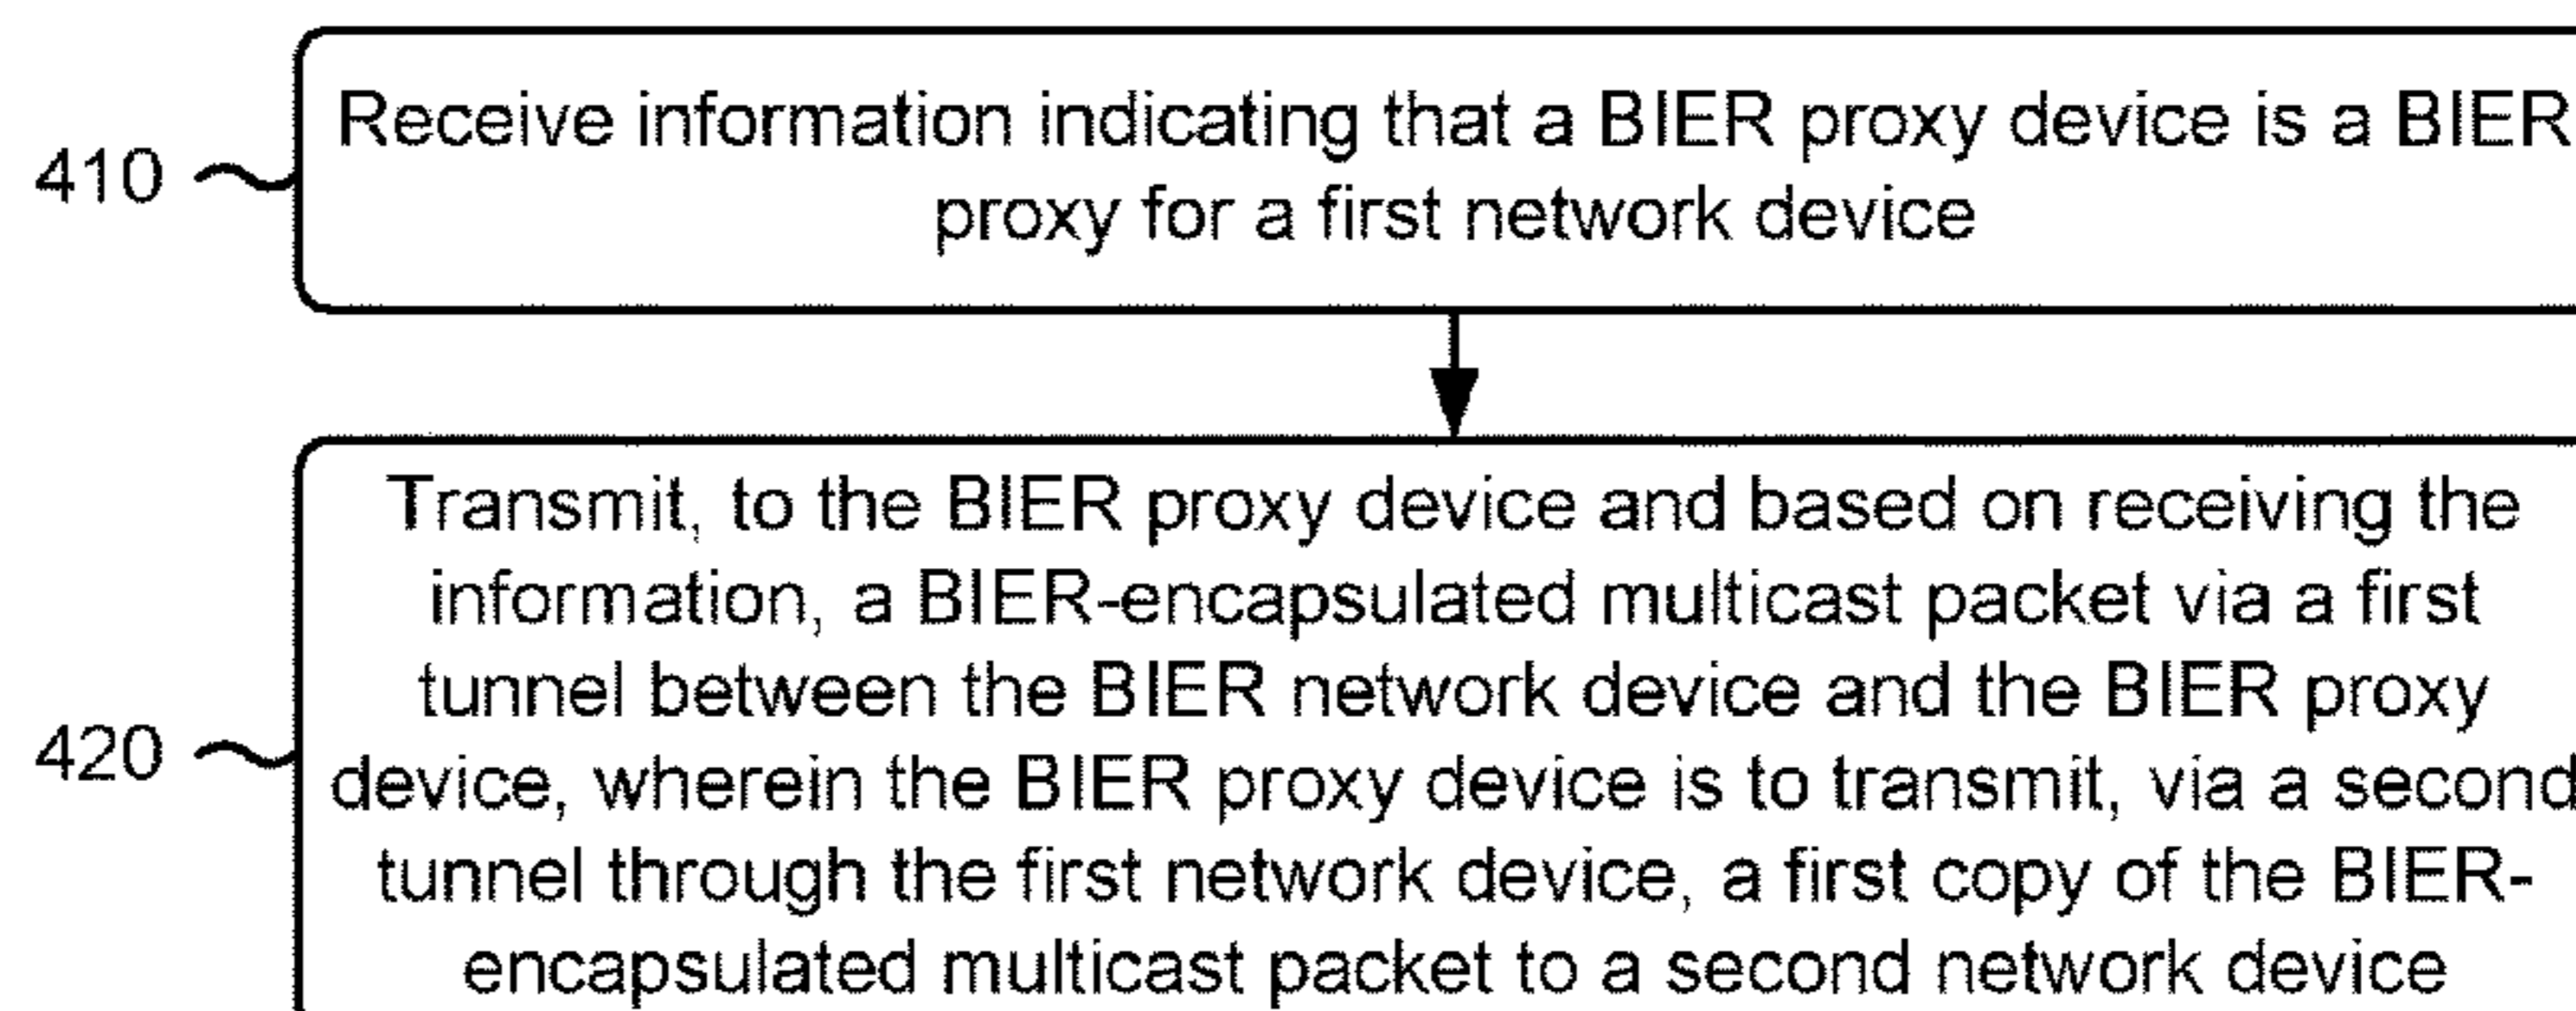 410
Receive information indicating that a BIER proxy device is a BIER
proxy for a first network device
420
Transmit, to the BIER proxy device and based on receiving the
information, a BIER-encapsulated multicast packet via a first
tunnel between the BIER network device and the BIER proxy
device, wherein the BIER proxy device is to transmit, via a second
tunnel through the first network device, a first copy of the BIER-
encapsulated multicast packet to a second network device